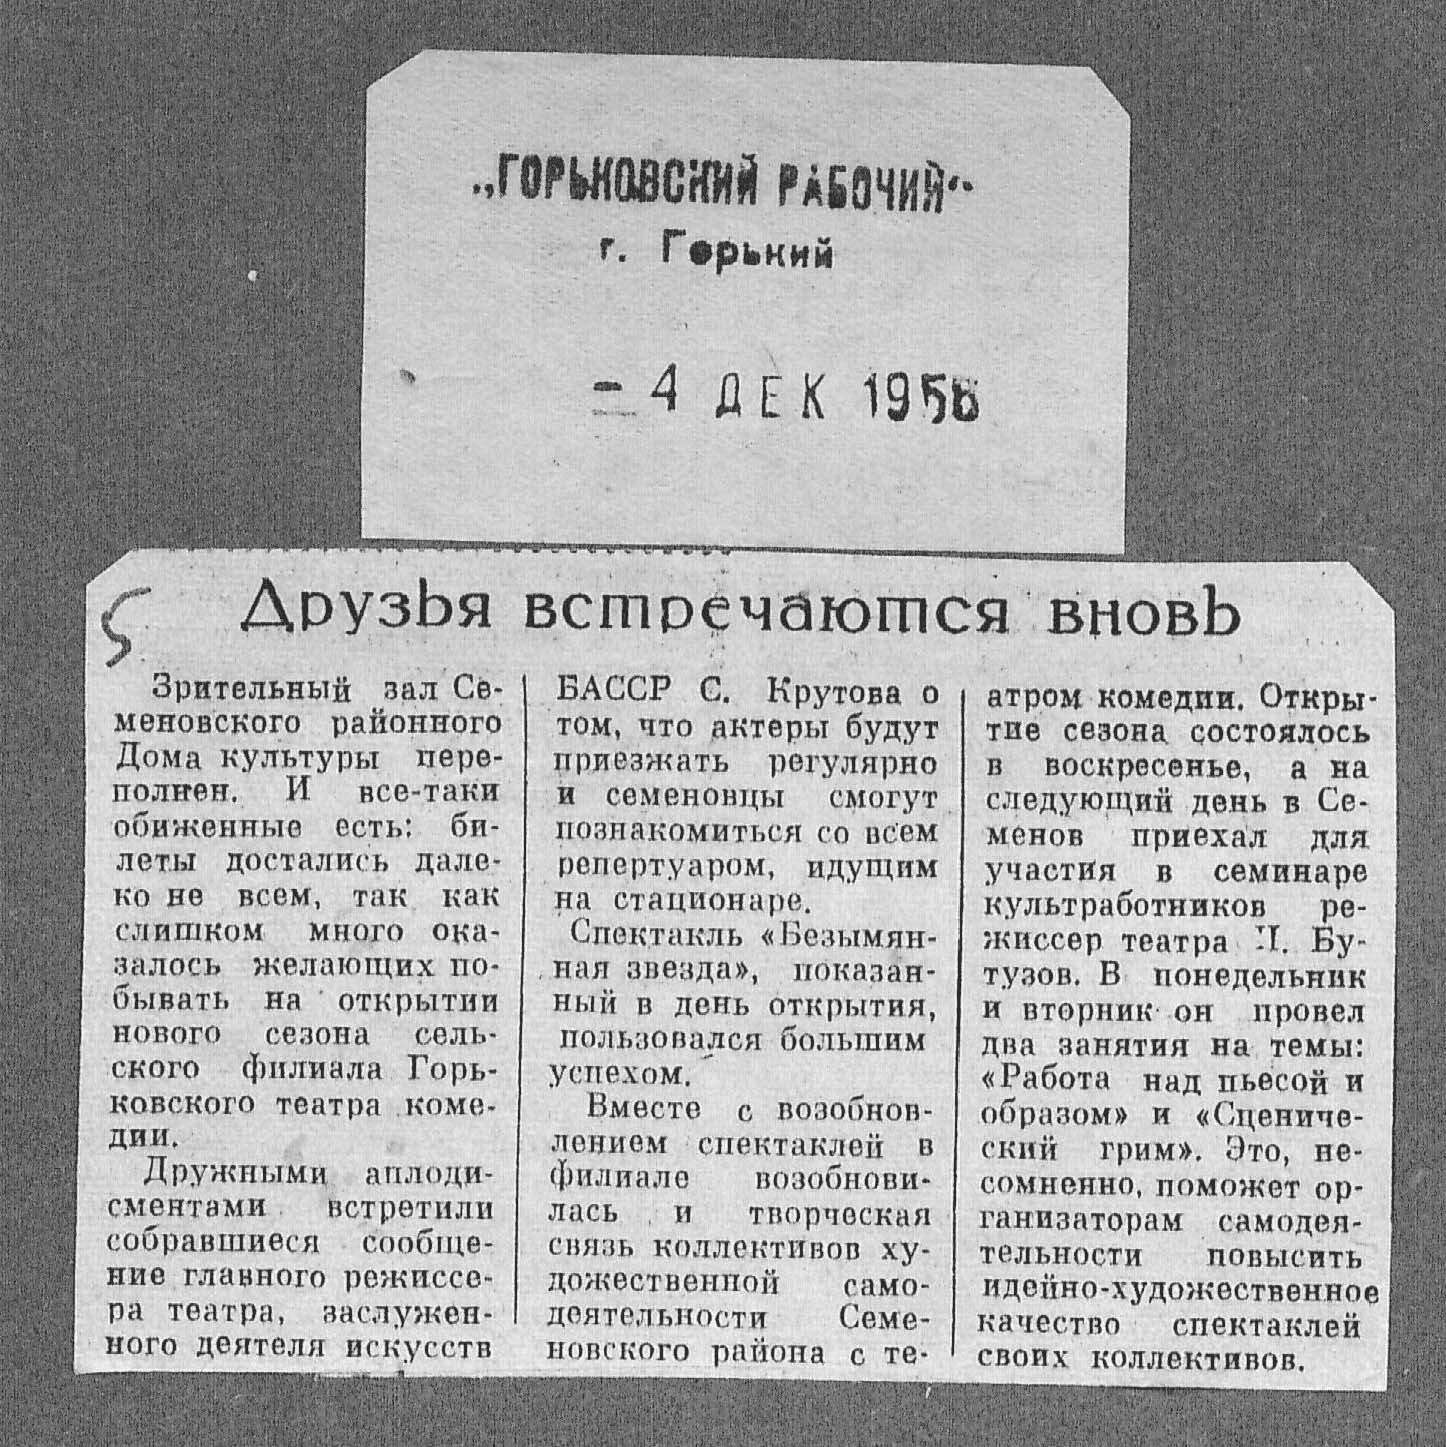 „ГОРЬКОВСКИЙ РАБОЧИЙ“
г. Горький
- 4 ДЕК 1956
5
Друзья встречаются вновь
Зрительный зал Се-
меновского районного
Дома культуры пере-
полнен. И все-таки
обиженные есть: би-
леты достались дале-
ко не всем, так как
слишком много ока-
залось желающих по-
бывать на открытии
нового сезона сель-
ского филиала Горь-
ковского театра коме-
дии.
Дружными аплоди-
сментами встретили
собравшиеся сообще-
ние главного режиссе-
ра театра, заслужен-
ного деятеля искусств
БАССР С. Крутова о
том, что актеры будут
приезжать регулярно
и семеновцы смогут
познакомиться со всем
репертуаром, идущим
на стационаре.
Спектакль «Безымян-
ная звезда», показан-
ный в день открытия,
пользовался большим
успехом.
Вместе с возобнов-
лением спектаклей в
филиале возобнови-
лась и творческая
связь коллективов ху-
дожественной само-
деятельности Семе-
новского района с те-
атром комедии. Откры-
тие сезона состоялось
в воскресенье, а на
следующий день в Се-
менов приехал для
участия в семинаре
культработников ре-
жиссер театра Бу-
тузов. В понедельник
и вторник он провел
два занятия на темы:
«Работа над пьесой и
образом» и «Сцениче-
ский грим». Это, не-
сомненно, поможет ор-
ганизаторам самодея-
тельности повысить
идейно-художественное
качество спектаклей
своих коллективов.